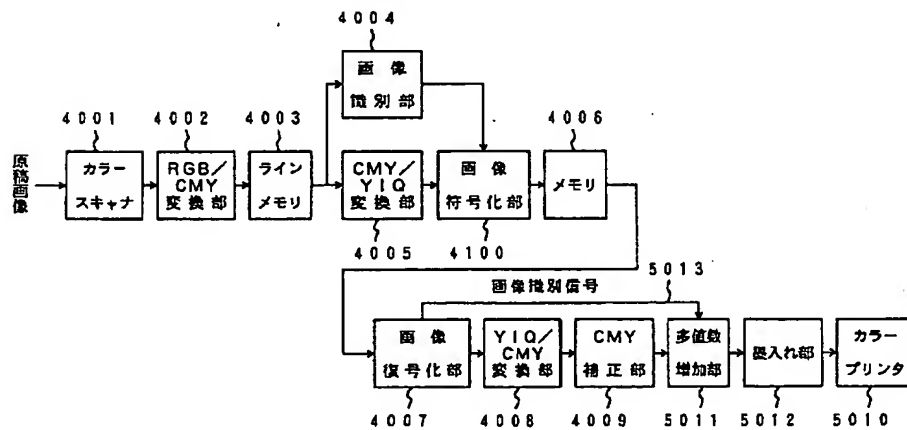 4004
画像
識別部
4001
4002
4003
4006
原稿画像
カラー
スキャナ
RGB/
CMY
変換部
ライン
メモリ
CMY/
YIQ
変換部
画像
符号化部
メモリ
4005
4100
5013
画像識別信号
画像
復号化部
YIQ/
CMY
変換部
CMY
補正部
多値数
増加部
墨入れ部
カラー
プリンタ
4007
4008
4009
5011
5012
5010